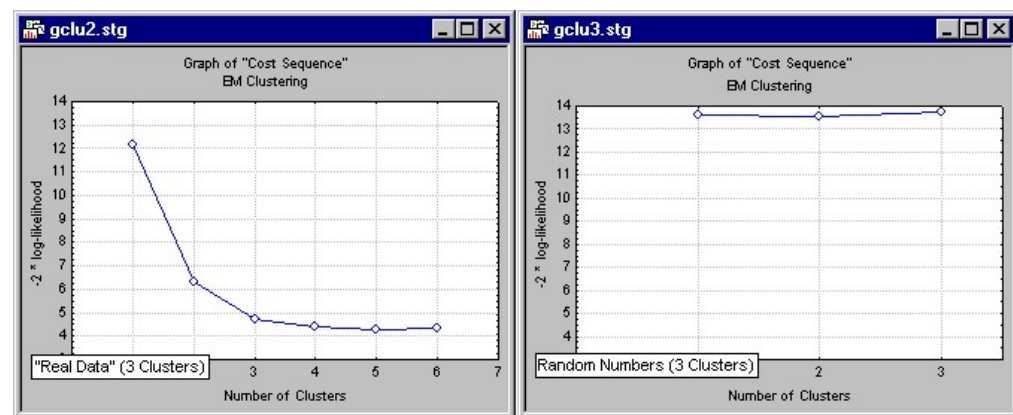 gclu2.stg
Graph of "Cost Sequence"
EM Clustering
14
13
12
11
10
9
8
7
6
5
4
-2 * log-likelihood
"Real Data" (3 Clusters)
3 4 5 6 7
Number of Clusters
gclu3.stg
Graph of "Cost Sequence"
EM Clustering
14
13
12
11
10
9
8
7
6
5
4
-2 * log-likelihood
Random Numbers (3 Clusters)
2 3
Number of Clusters